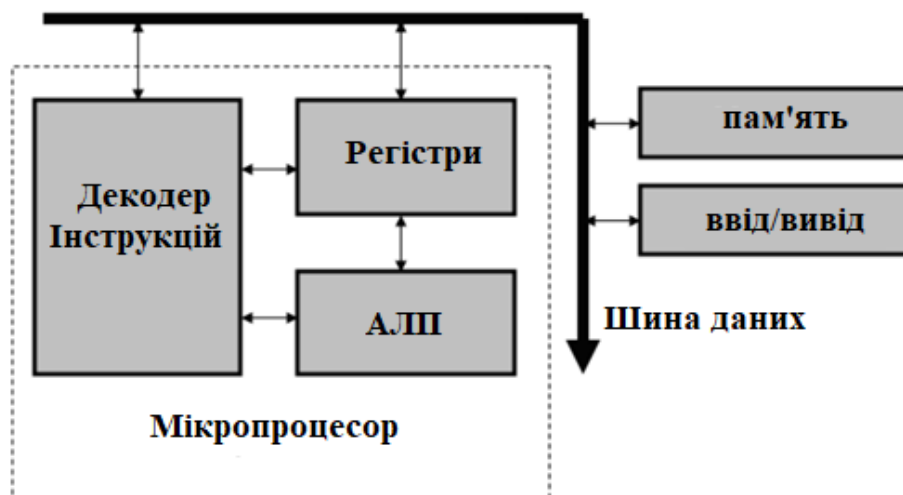 Декодер
Інструкцій
Регістри
АЛП
пам'ять
ввід/вивід
Шина даних
Мікропроцесор